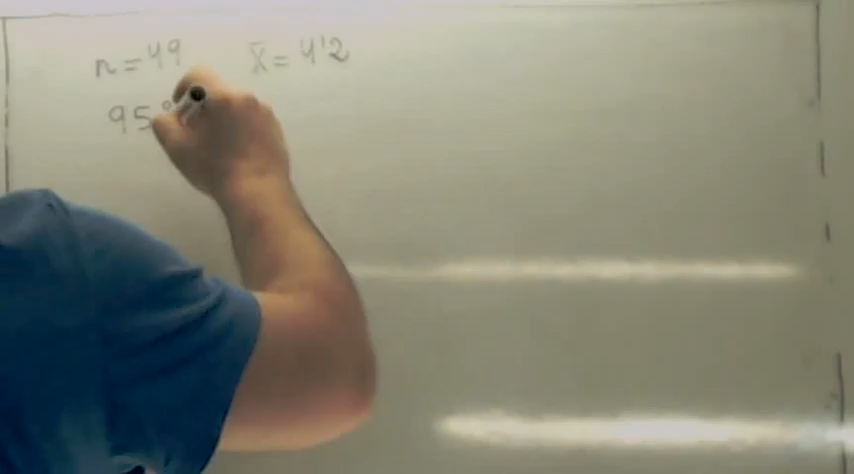 n = 49 x̄ = 4'2
95%